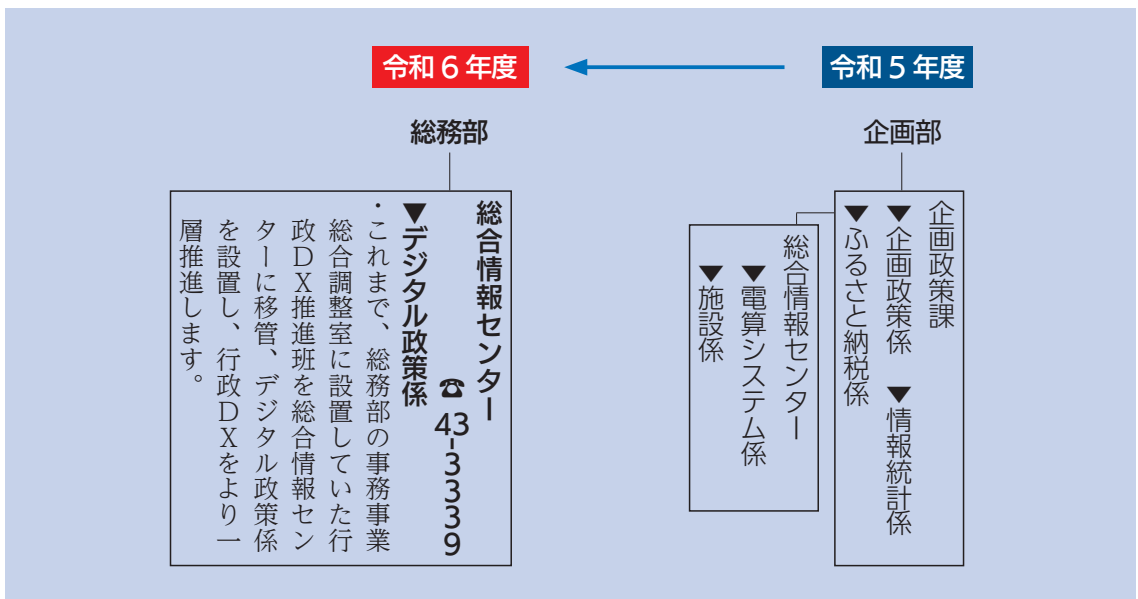 令和5年度
令和6年度
企画部
企画政策課
▼企画政策係　▼情報統計係
▼ふるさと納税係
総合情報センター
▼電算システム係
▼施設係
総務部
総合情報センター
☎43-3339
▼デジタル政策係
・これまで、総務部の事務事業
総合調整室に設置していた行
政ＤＸ推進班を総合情報セン
ターに移管、デジタル政策係
を設置し、行政ＤＸをより一
層推進します。